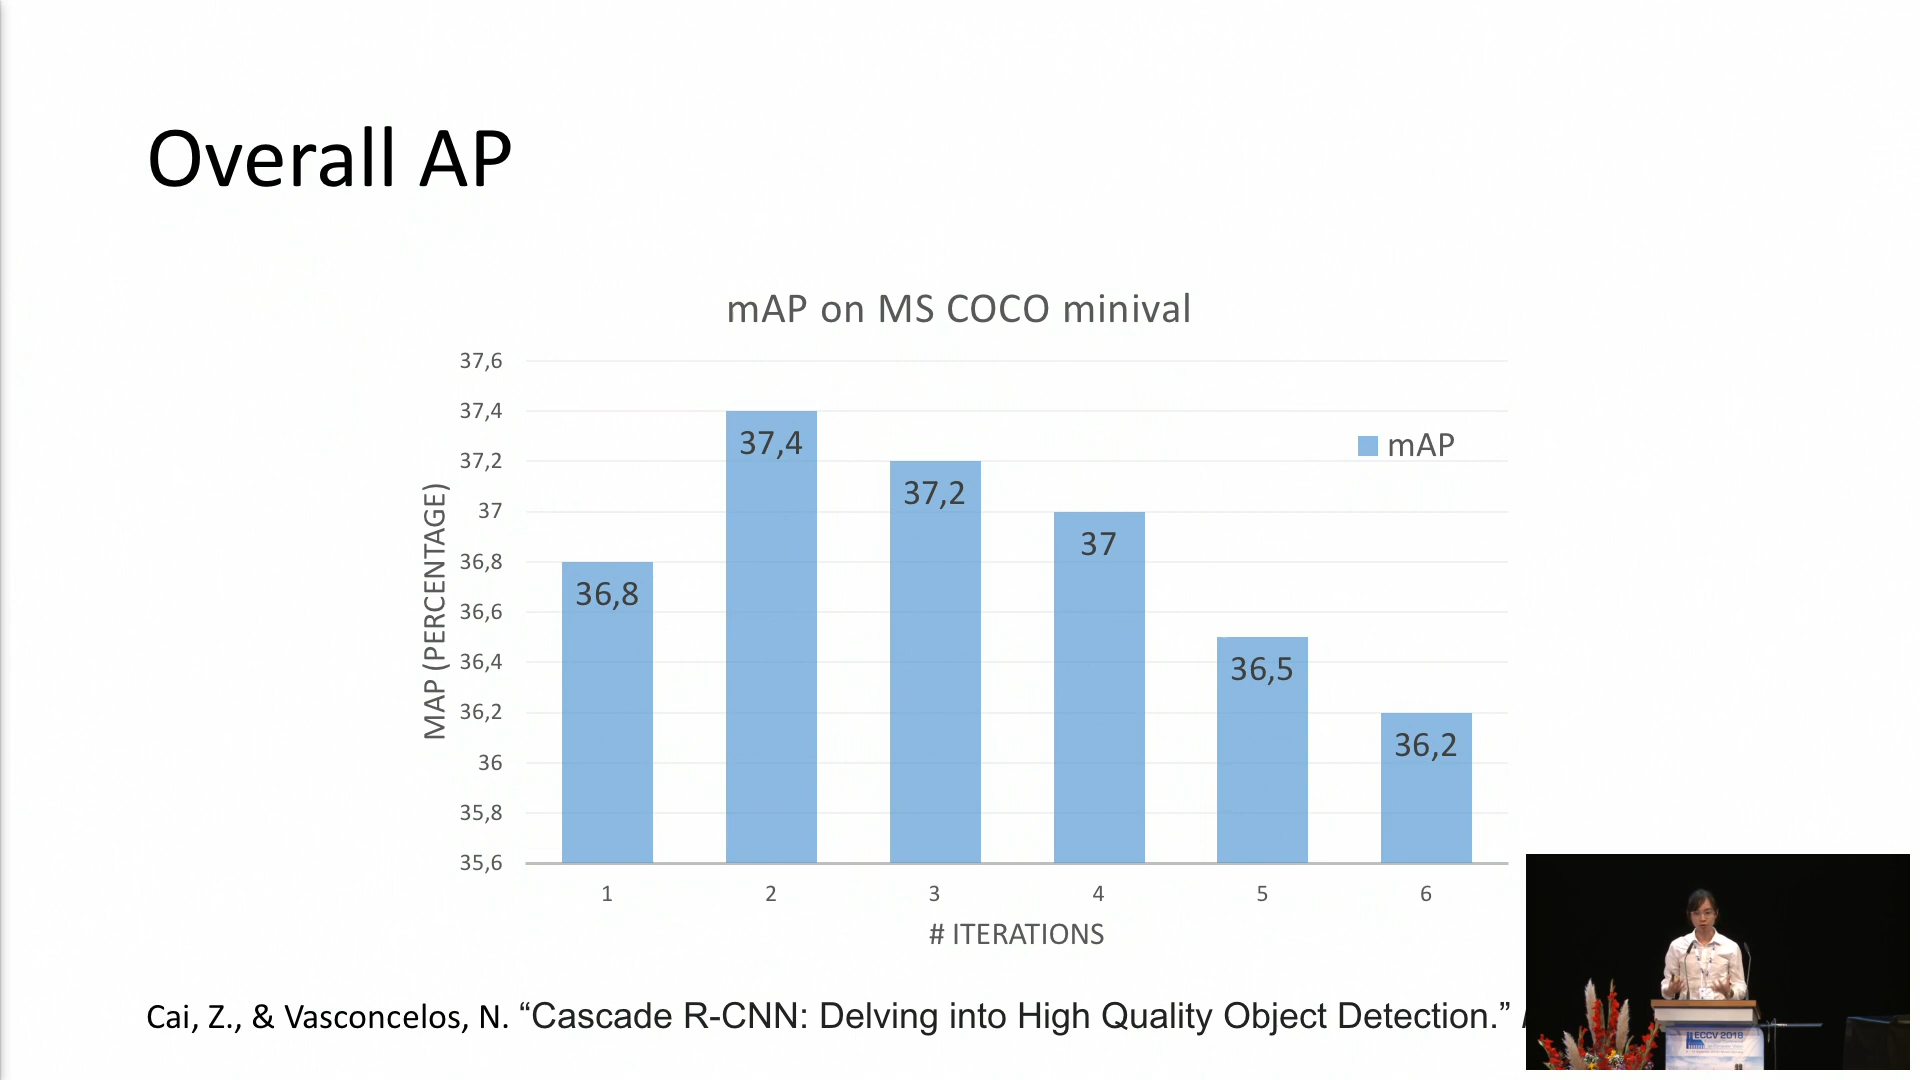 Overall AP
mAP on MS COCO minival
37,6
37,4
37,2
37
36,8
36,6
36,4
36,2
36
35,8
35,6
MAP (PERCENTAGE)
36,8
37,4
37,2
37
36,5
36,2
mAP
1 2 3 4 5 6
# ITERATIONS
Cai, Z., & Vasconcelos, N. “Cascade R-CNN: Delving into High Quality Object Detection.”
ECCV 2018